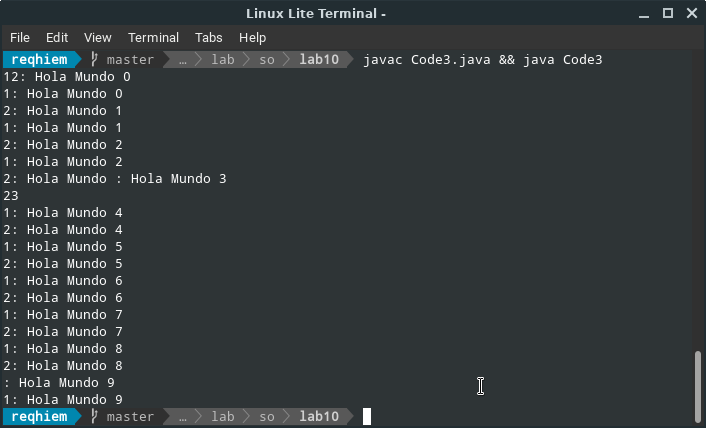 Linux Lite Terminal -
File Edit View Terminal Tabs Help
reqhiem master … lab so lab10 javac Code3.java && java Code3
12: Hola Mundo 0
1: Hola Mundo 0
2: Hola Mundo 1
1: Hola Mundo 1
2: Hola Mundo 2
1: Hola Mundo 2
2: Hola Mundo : Hola Mundo 3
23
1: Hola Mundo 4
2: Hola Mundo 4
1: Hola Mundo 5
2: Hola Mundo 5
1: Hola Mundo 6
2: Hola Mundo 6
1: Hola Mundo 7
2: Hola Mundo 7
1: Hola Mundo 8
2: Hola Mundo 8
: Hola Mundo 9
1: Hola Mundo 9
reqhiem master … lab so lab10